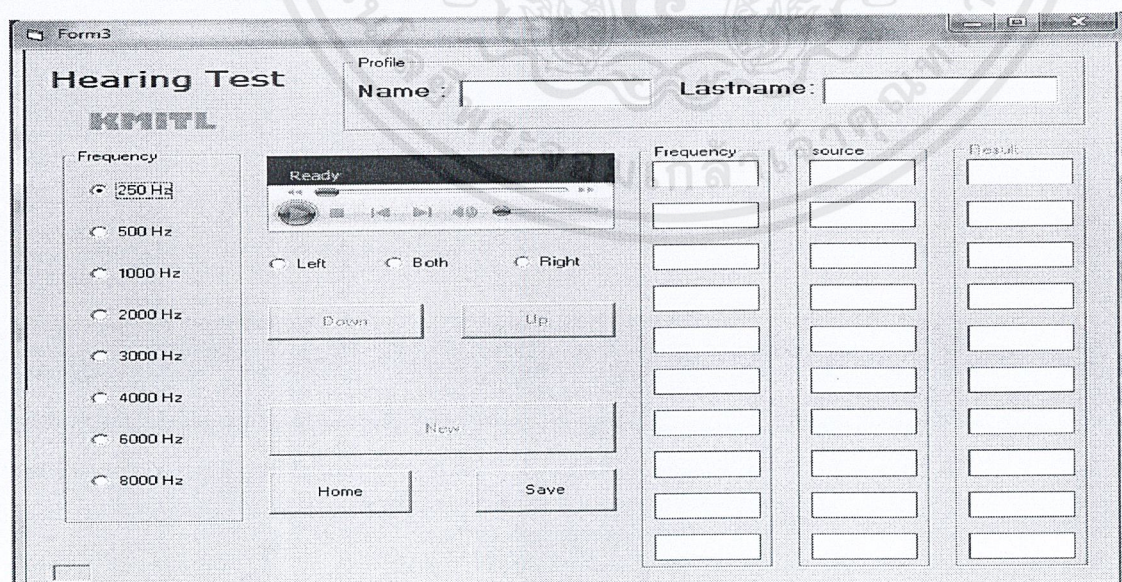 Form3
Hearing Test
KMITL
Profile
Name :
Lastname:
Frequency
250 Hz
500 Hz
1000 Hz
2000 Hz
3000 Hz
4000 Hz
6000 Hz
8000 Hz
Ready
Left Both Right
Down Up
New
Home Save
Frequency source Result